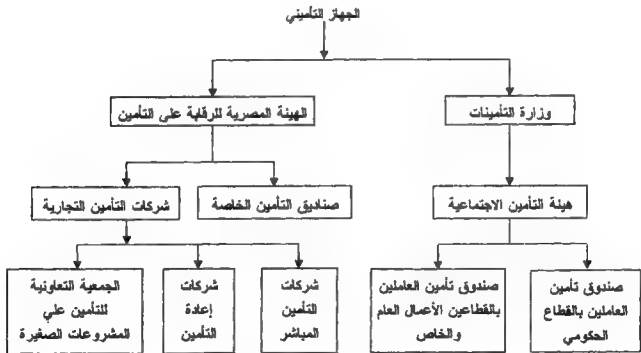 الجهاز التأميني
وزارة التأمينات
الهيئة المصرية للرقابة على التأمين
هيئة التأمين الاجتماعية
صناديق التأمين الخاصة
شركات التأمين التجارية
صندوق تأمين
العاملين بالقطاع
الحكومي
صندوق تأمين العاملين
بالقطاعين الأعمال العام
والخاص
شركات
التأمين
المباشر
شركات
إعادة
التأمين
الجمعية التعاونية
للتأمين علي
المشروعات الصغيرة